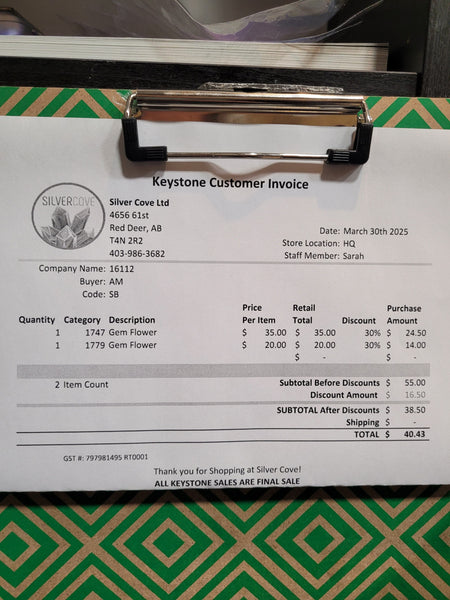 Keystone Customer Invoice
SILVERCOVE
Silver Cove Ltd
4656 61st
Red Deer, AB
T4N 2R2
403-986-3682
Date: March 30th 2025
Store Location: HQ
Staff Member: Sarah
Company Name: 16112
Buyer: AM
Code: SB
Price Retail Purchase
Quantity Category Description Per Item Total Discount Amount
1 1747 Gem Flower $ 35.00 $ 35.00 30% $ 24.50
1 1779 Gem Flower $ 20.00 $ 20.00 30% $ 14.00
$ - $ -
2 Item Count Subtotal Before Discounts $ 55.00
Discount Amount $ 16.50
SUBTOTAL After Discounts $ 38.50
Shipping $ -
TOTAL $ 40.43
GST #: 797981495 RT0001
Thank you for Shopping at Silver Cove!
ALL KEYSTONE SALES ARE FINAL SALE